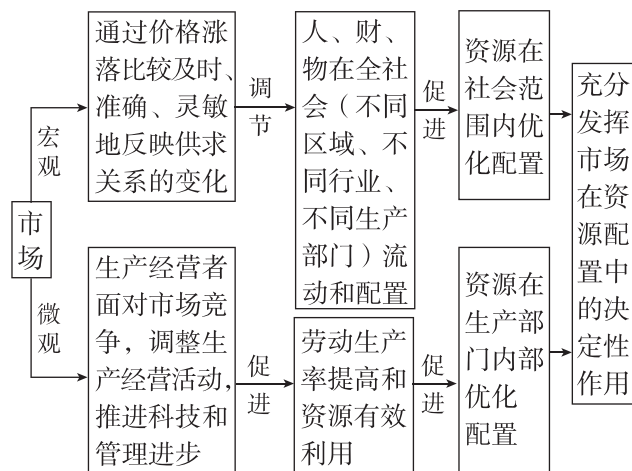 市场
宏
观
微
观
通过价格涨
落比较及时、
准确、灵敏
地反映供求
关系的变化
调
节
人、财、
物在全社
会（不同
区域、不
同行业、
不同生产
部门）流
动和配置
促
进
资源在
社会范
围内优
化配置
生产经营者
面对市场竞
争，调整生
产经营活动，
推进科技和
管理进步
促
进
劳动生产
率提高和
资源有效
利用
促
进
资源在
生产部
门内部
优化
配置
充分
发挥
市场
在资
源配
置中
的决
定性
作用